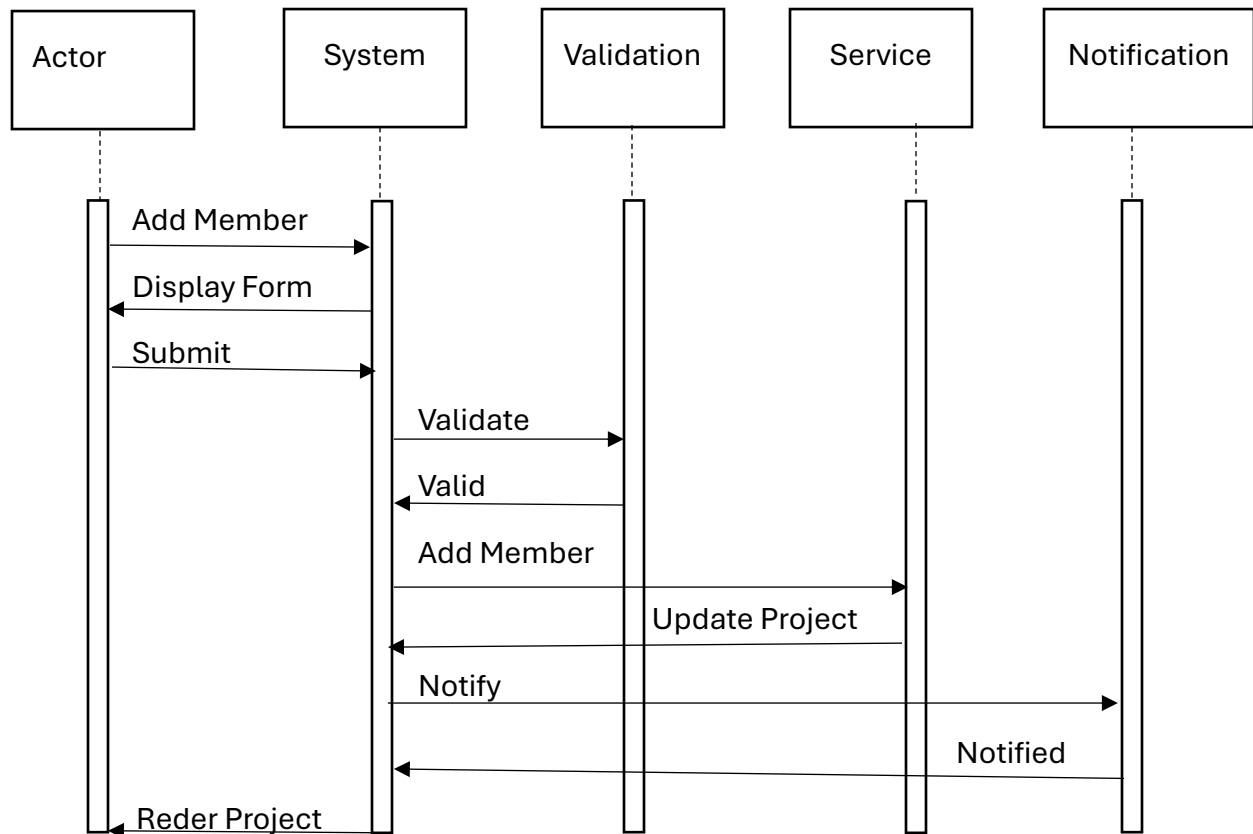 Actor
System
Validation
Service
Notification
Add Member
Display Form
Submit
Validate
Valid
Add Member
Update Project
Notify
Notified
Reder Project